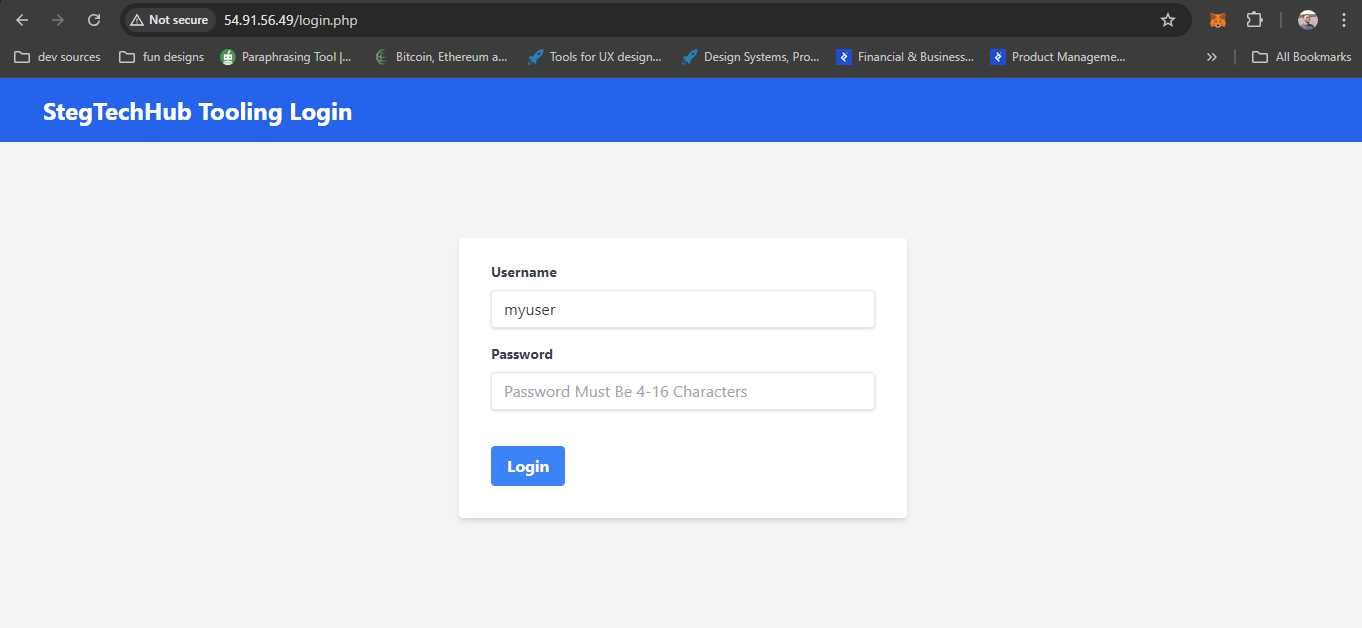 Not secure 54.91.56.49/login.php
dev sources fun designs Paraphrasing Tool |... Bitcoin, Ethereum a... Tools for UX design... Design Systems, Pro... Financial & Business... Product Manageme... » All Bookmarks
StegTechHub Tooling Login
Username
myuser
Password
Password Must Be 4-16 Characters
Login